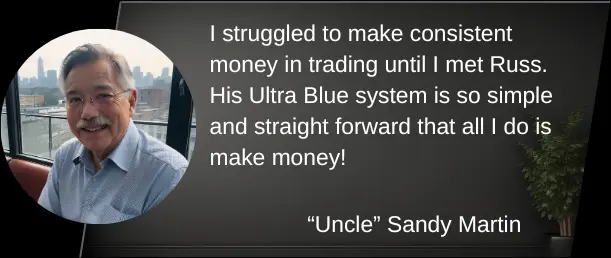 I struggled to make consistent
money in trading until I met Russ.
His Ultra Blue system is so simple
and straight forward that all I do is
make money!
“Uncle” Sandy Martin